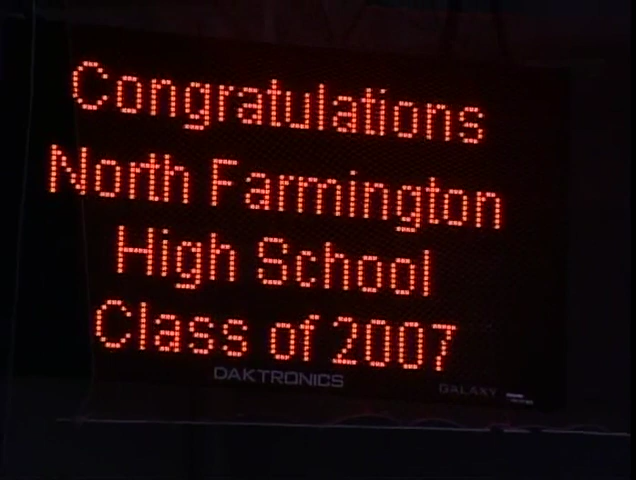 Congratulations
North Farmington
High School
Class of 2007
DAKTRONICS
GALAXY